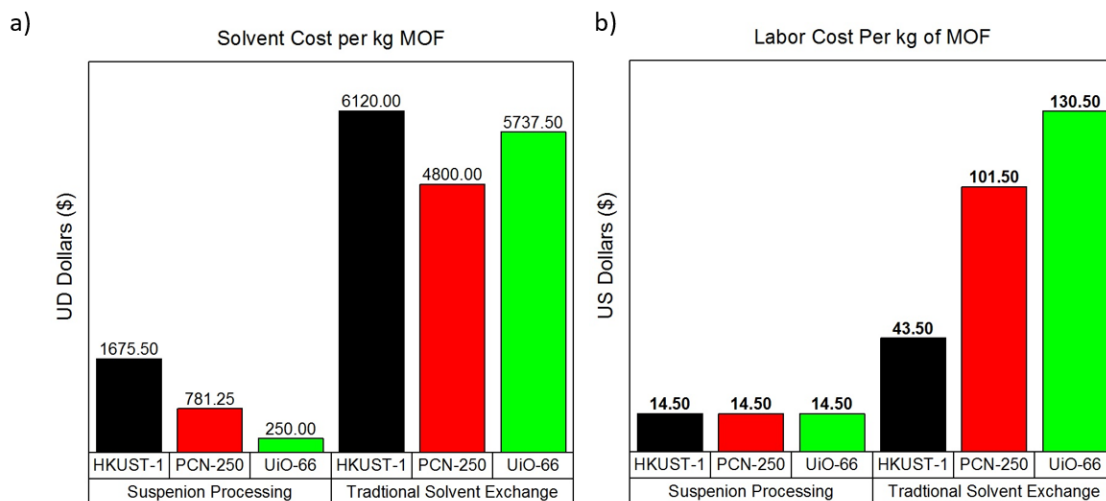 a)
Solvent Cost per kg MOF
UD Dollars ($)
1675.50
781.25
250.00
6120.00
4800.00
5737.50
HKUST-1 PCN-250 UiO-66 HKUST-1 PCN-250 UiO-66
Suspenion Processing Tradtional Solvent Exchange
b)
Labor Cost Per kg of MOF
US Dollars ($)
14.50
14.50
14.50
43.50
101.50
130.50
HKUST-1 PCN-250 UiO-66 HKUST-1 PCN-250 UiO-66
Suspenion Processing Tradtional Solvent Exchange